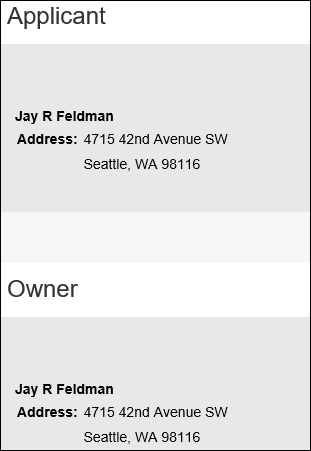 Applicant
Jay R Feldman
Address: 4715 42nd Avenue SW
Seattle, WA 98116
Owner
Jay R Feldman
Address: 4715 42nd Avenue SW
Seattle, WA 98116